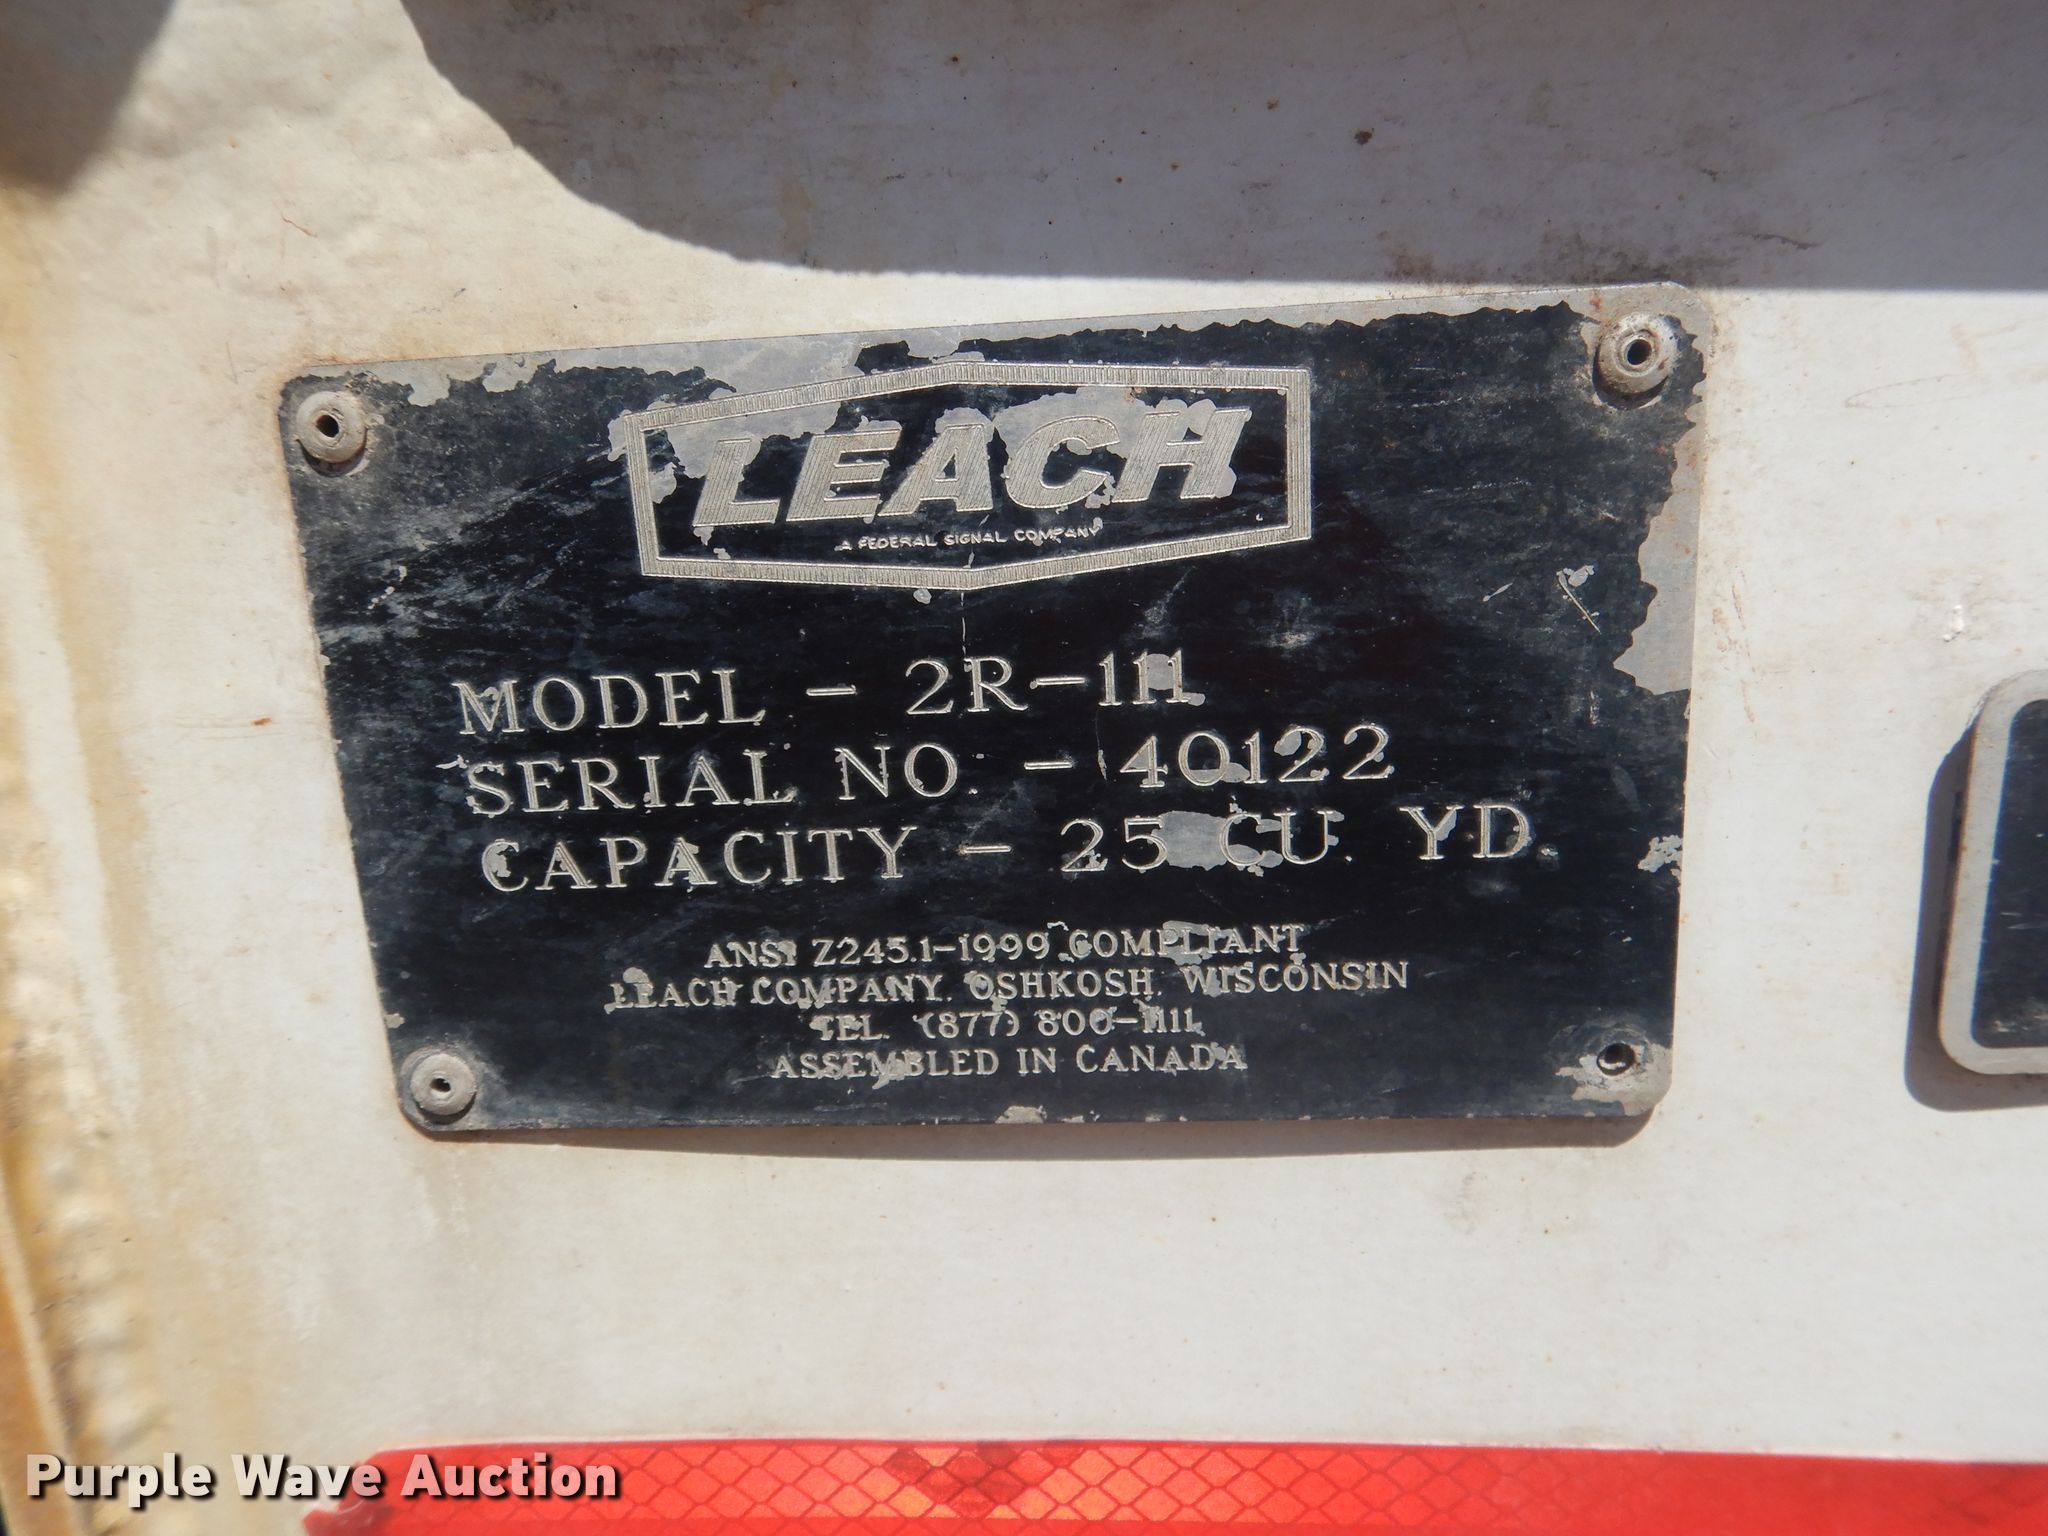 LEACH
A FEDERAL SIGNAL COMPANY
MODEL - 2R-111
SERIAL NO. - 40122
CAPACITY - 25 CU. YD.
ANSI Z245.1-1999 COMPLIANT
LEACH COMPANY, OSHKOSH, WISCONSIN
TEL. (877) 800-1111
ASSEMBLED IN CANADA
Purple Wave Auction